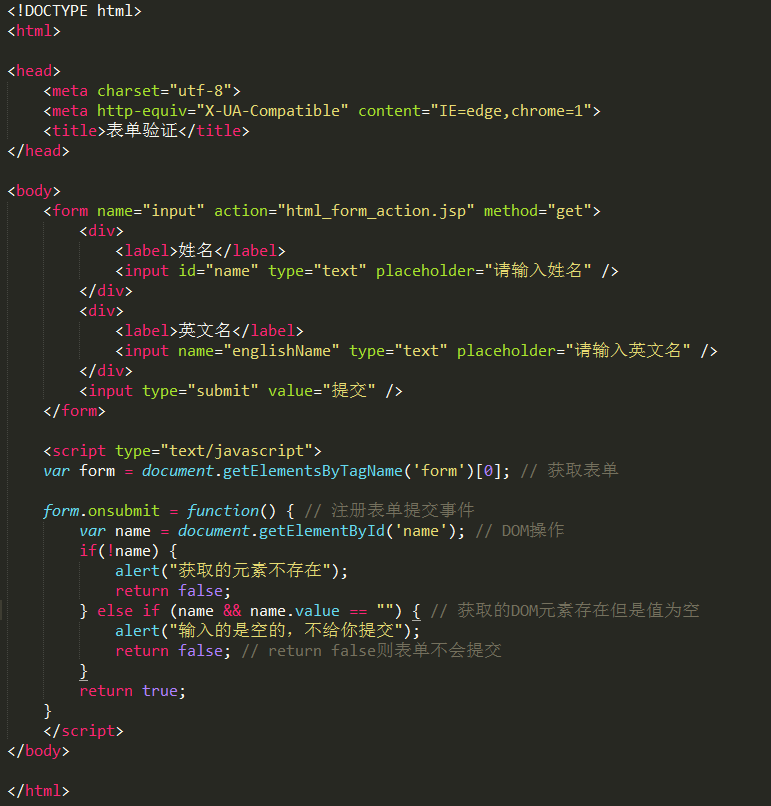 <!DOCTYPE html>
<html>
<head>
<meta charset="utf-8">
<meta http-equiv="X-UA-Compatible" content="IE=edge,chrome=1">
<title>表单验证</title>
</head>
<body>
<form name="input" action="html_form_action.jsp" method="get">
<div>
<label>姓名</label>
<input id="name" type="text" placeholder="请输入姓名" />
</div>
<div>
<label>英文名</label>
<input name="englishName" type="text" placeholder="请输入英文名" />
</div>
<input type="submit" value="提交" />
</form>
<script type="text/javascript">
var form = document.getElementsByTagName('form')[0]; // 获取表单
form.onsubmit = function() { // 注册表单提交事件
var name = document.getElementById('name'); // DOM操作
if(!name) {
alert("获取的元素不存在");
return false;
} else if (name && name.value == "") { // 获取的DOM元素存在但是值为空
alert("输入的是空的，不给你提交");
return false; // return false则表单不会提交
}
return true;
}
</script>
</body>
</html>